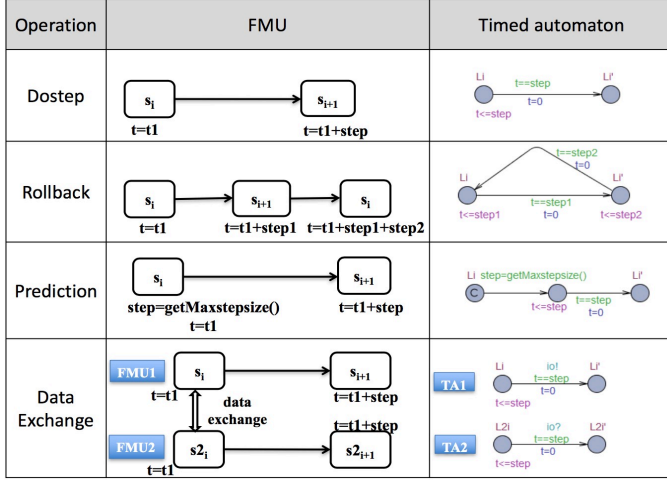 Operation
FMU
Timed automaton
Dostep
si
si+1
t=t1
t=t1+step
Li
t==step
Li'
t=0
t<=step
Rollback
si
si+1
si
t=t1
t=t1+step1
t=t1+step1+step2
t==step2
t=0
Li
Li'
t==step1
t<=step1
t=0
t<=step2
Prediction
si
si+1
step=getMaxstepsize()
t=t1+step
t=t1
Li
step=getMaxstepsize()
Li'
C
t<=step
t==step
t=0
Data
Exchange
FMU1
si
si+1
t=t1
t=t1+step
data
exchange
t=t1+step
FMU2
s2i
s2i+1
t=t1
TA1
Li
io!
Li'
t==step
t=0
t<=step
TA2
L2i
io?
L2i'
t==step
t=0
t<=step